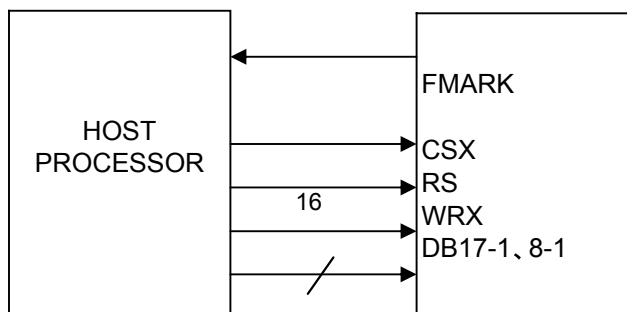 FMARK
HOST
PROCESSOR
CSX
RS
16
WRX
DB17-1、8-1